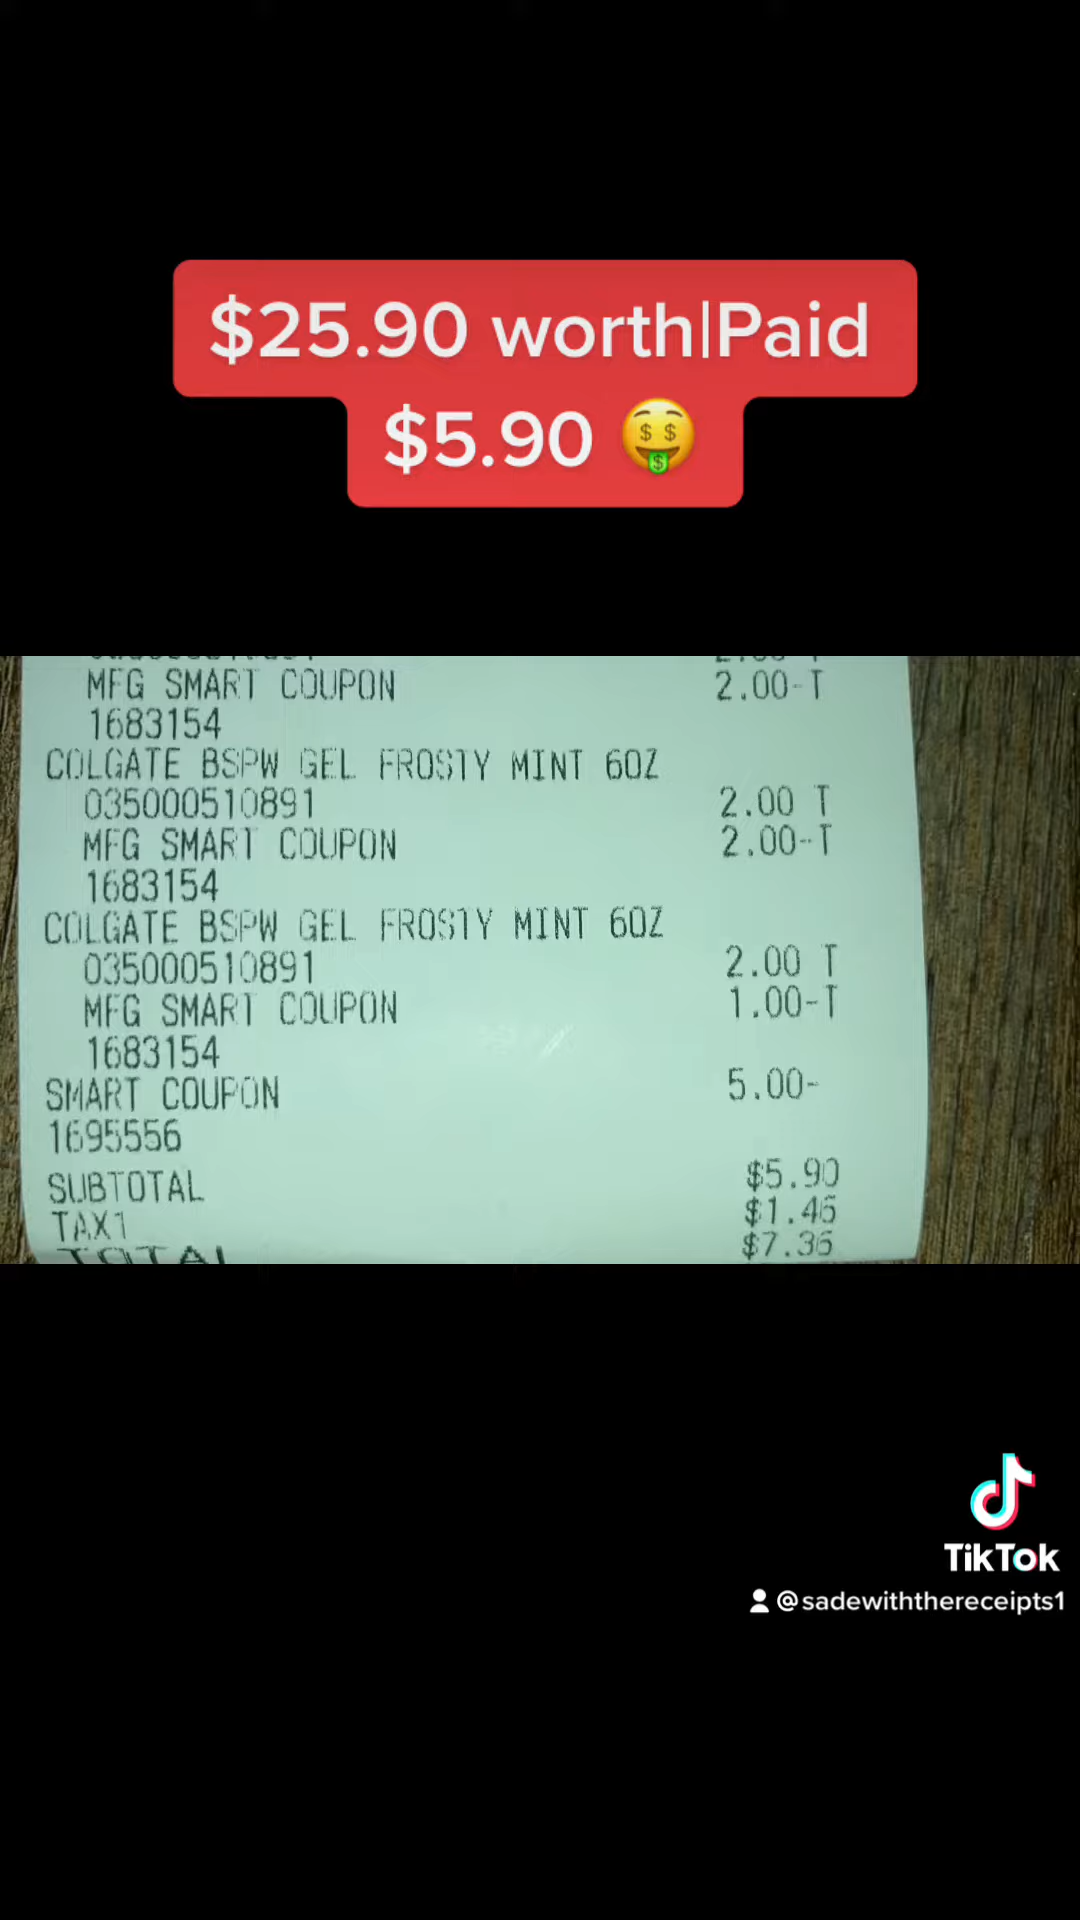 $25.90 worth|Paid
$5.90 🤑
MFG SMART COUPON 2.00-T
1683154
COLGATE BSPW GEL FROSTY MINT 6OZ
035000510891 2.00 T
MFG SMART COUPON 2.00-T
1683154
COLGATE BSPW GEL FROSTY MINT 6OZ
035000510891 2.00 T
MFG SMART COUPON 1.00-T
1683154
SMART COUPON 5.00-
1695556
SUBTOTAL $5.90
TAX1 $1.46
TOTAL $7.36
TikTok
@sadewiththereceipts1